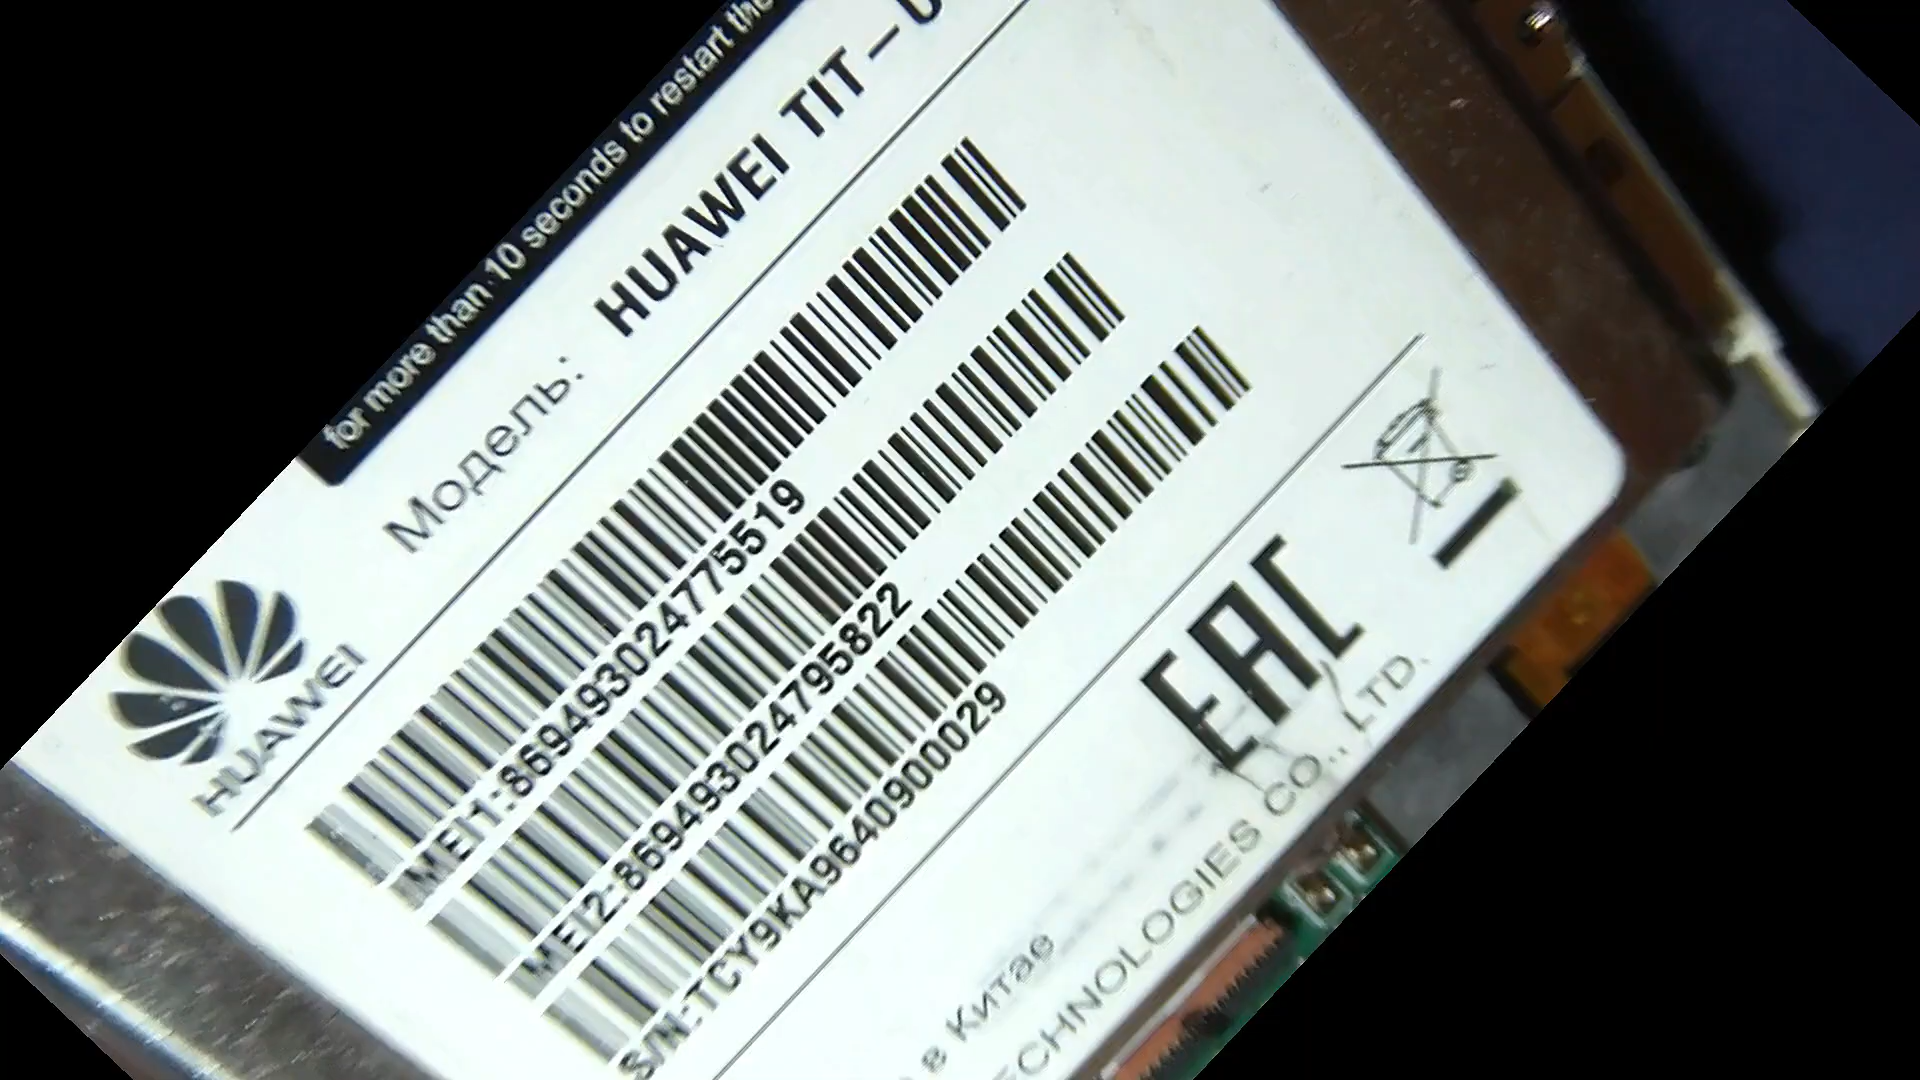 for more than 10 seconds to restart the
HUAWEI
Модель: HUAWEI TIT-U
IMEI1:869493024775519
IMEI2:869493024795822
S/N:TCY9KA9640900029
EAC
в Китае
TECHNOLOGIES CO., LTD.